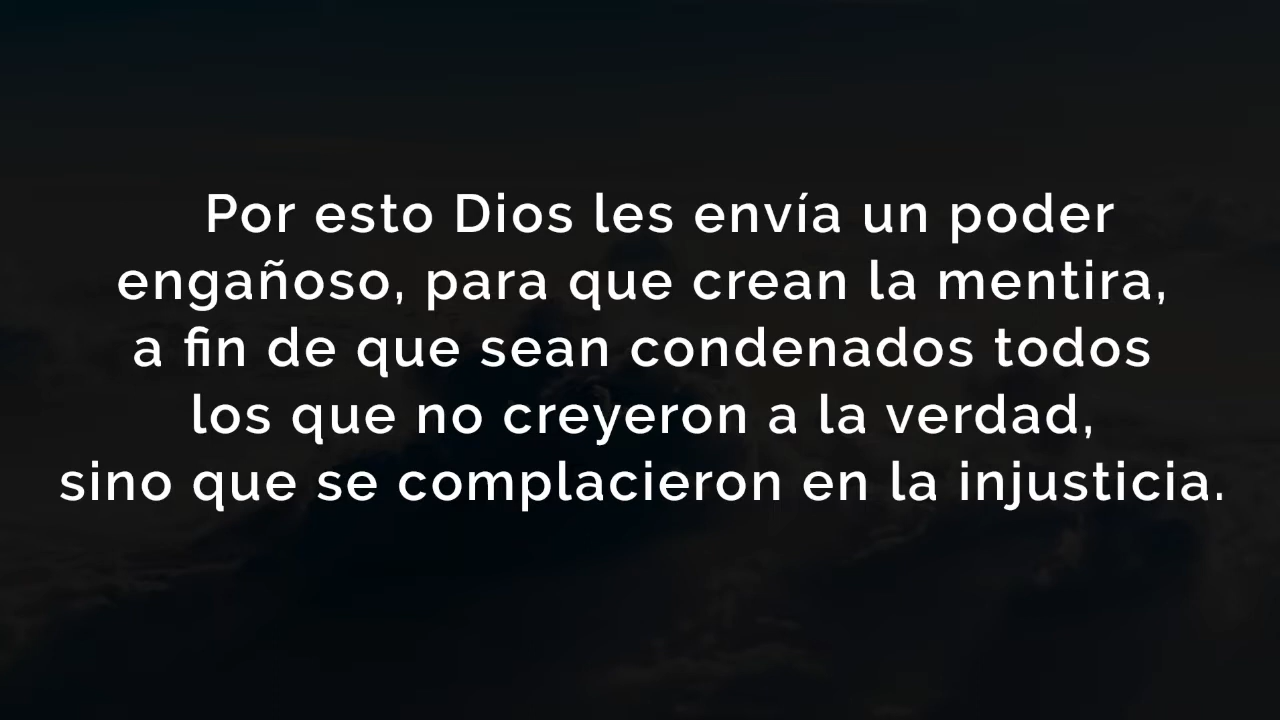 Por esto Dios les envía un poder
engañoso, para que crean la mentira,
a fin de que sean condenados todos
los que no creyeron a la verdad,
sino que se complacieron en la injusticia.